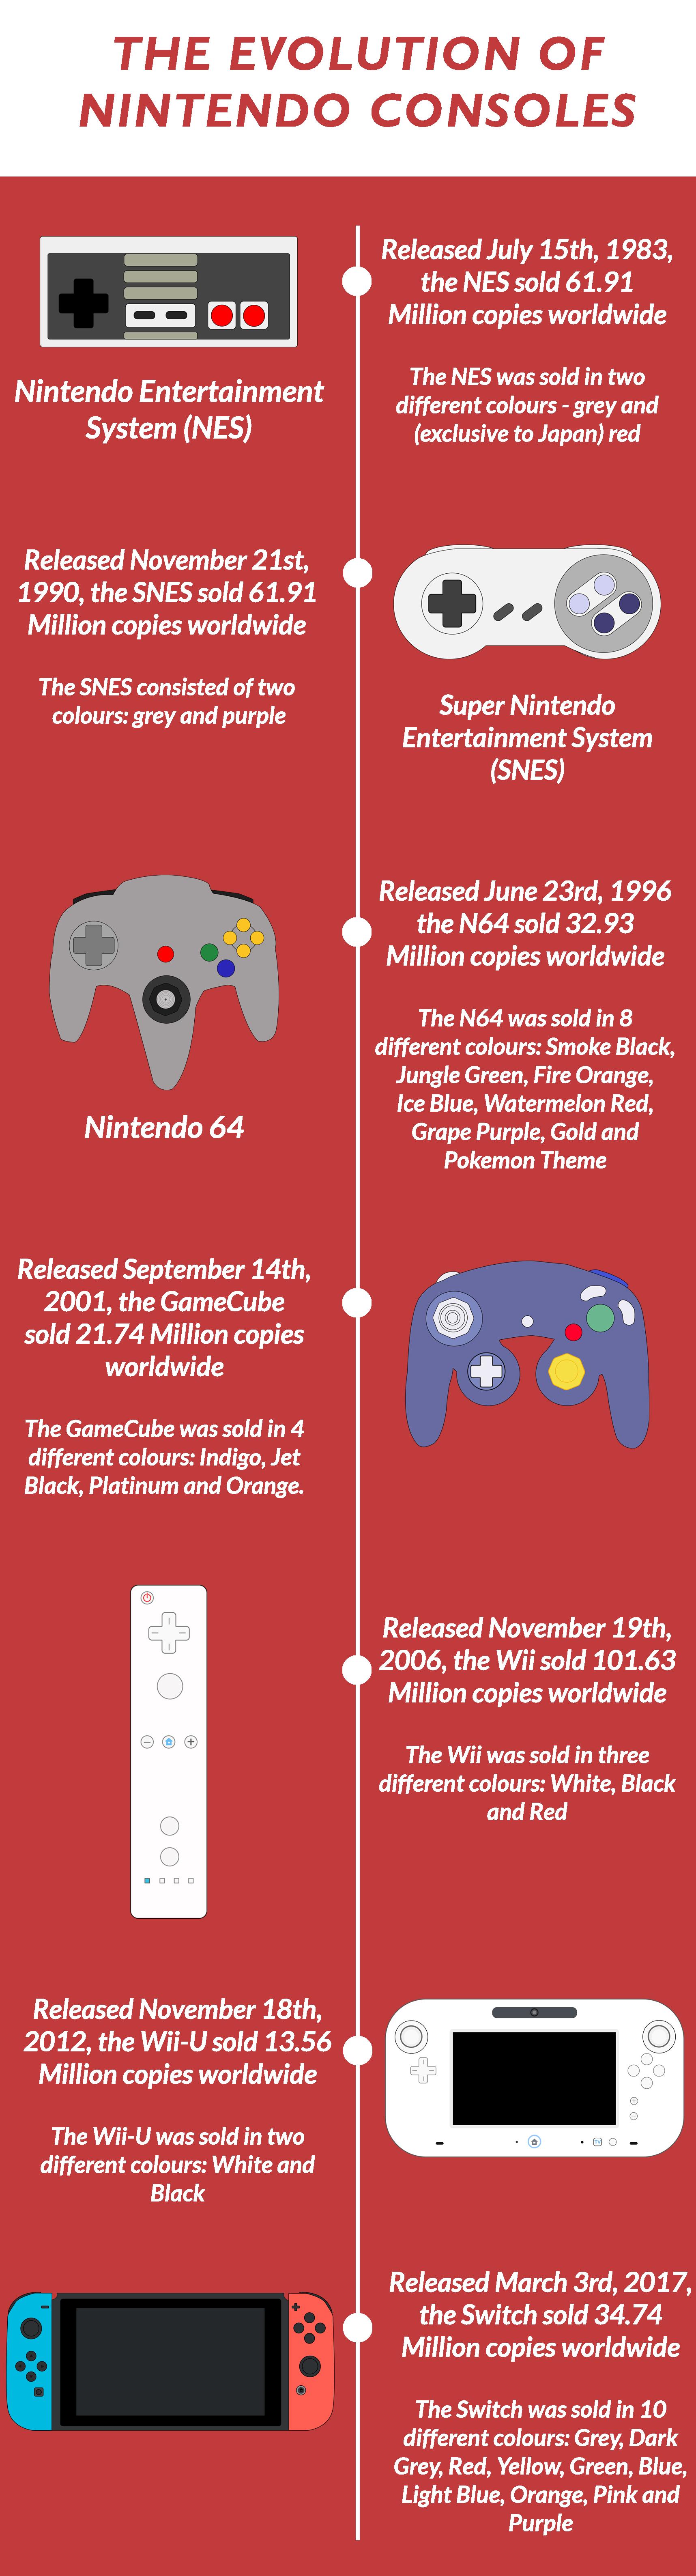 THE EVOLUTION OF
NINTENDO CONSOLES
Released July 15th, 1983,
the NES sold 61.91
Million copies worldwide
The NES was sold in two
different colours - grey and
(exclusive to Japan) red
Nintendo Entertainment
System (NES)
Released November 21st,
1990, the SNES sold 61.91
Million copies worldwide
The SNES consisted of two
colours: grey and purple
Super Nintendo
Entertainment System
(SNES)
Released June 23rd, 1996
the N64 sold 32.93
Million copies worldwide
The N64 was sold in 8
different colours: Smoke Black,
Jungle Green, Fire Orange,
Ice Blue, Watermelon Red,
Grape Purple, Gold and
Pokemon Theme
Nintendo 64
Released September 14th,
2001, the GameCube
sold 21.74 Million copies
worldwide
The GameCube was sold in 4
different colours: Indigo, Jet
Black, Platinum and Orange.
Released November 19th,
2006, the Wii sold 101.63
Million copies worldwide
The Wii was sold in three
different colours: White, Black
and Red
Released November 18th,
2012, the Wii-U sold 13.56
Million copies worldwide
The Wii-U was sold in two
different colours: White and
Black
TV
Released March 3rd, 2017,
the Switch sold 34.74
Million copies worldwide
The Switch was sold in 10
different colours: Grey, Dark
Grey, Red, Yellow, Green, Blue,
Light Blue, Orange, Pink and
Purple